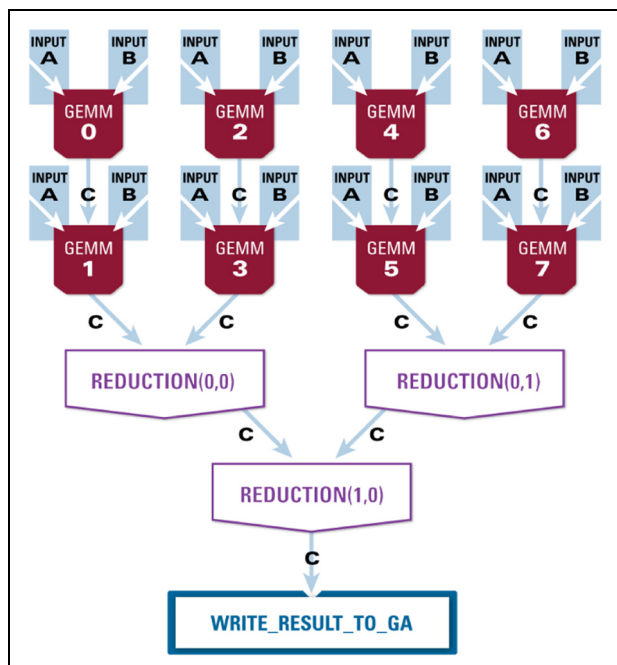 INPUT INPUT INPUT INPUT INPUT INPUT INPUT INPUT
A B A B A B A B
GEMM GEMM GEMM GEMM
0 2 4 6
INPUT INPUT INPUT INPUT INPUT INPUT INPUT INPUT
A C B A C B A C B A C B
GEMM GEMM GEMM GEMM
1 3 5 7
C C C C
REDUCTION(0,0) REDUCTION(0,1)
C C
REDUCTION(1,0)
C
WRITE_RESULT_TO_GA